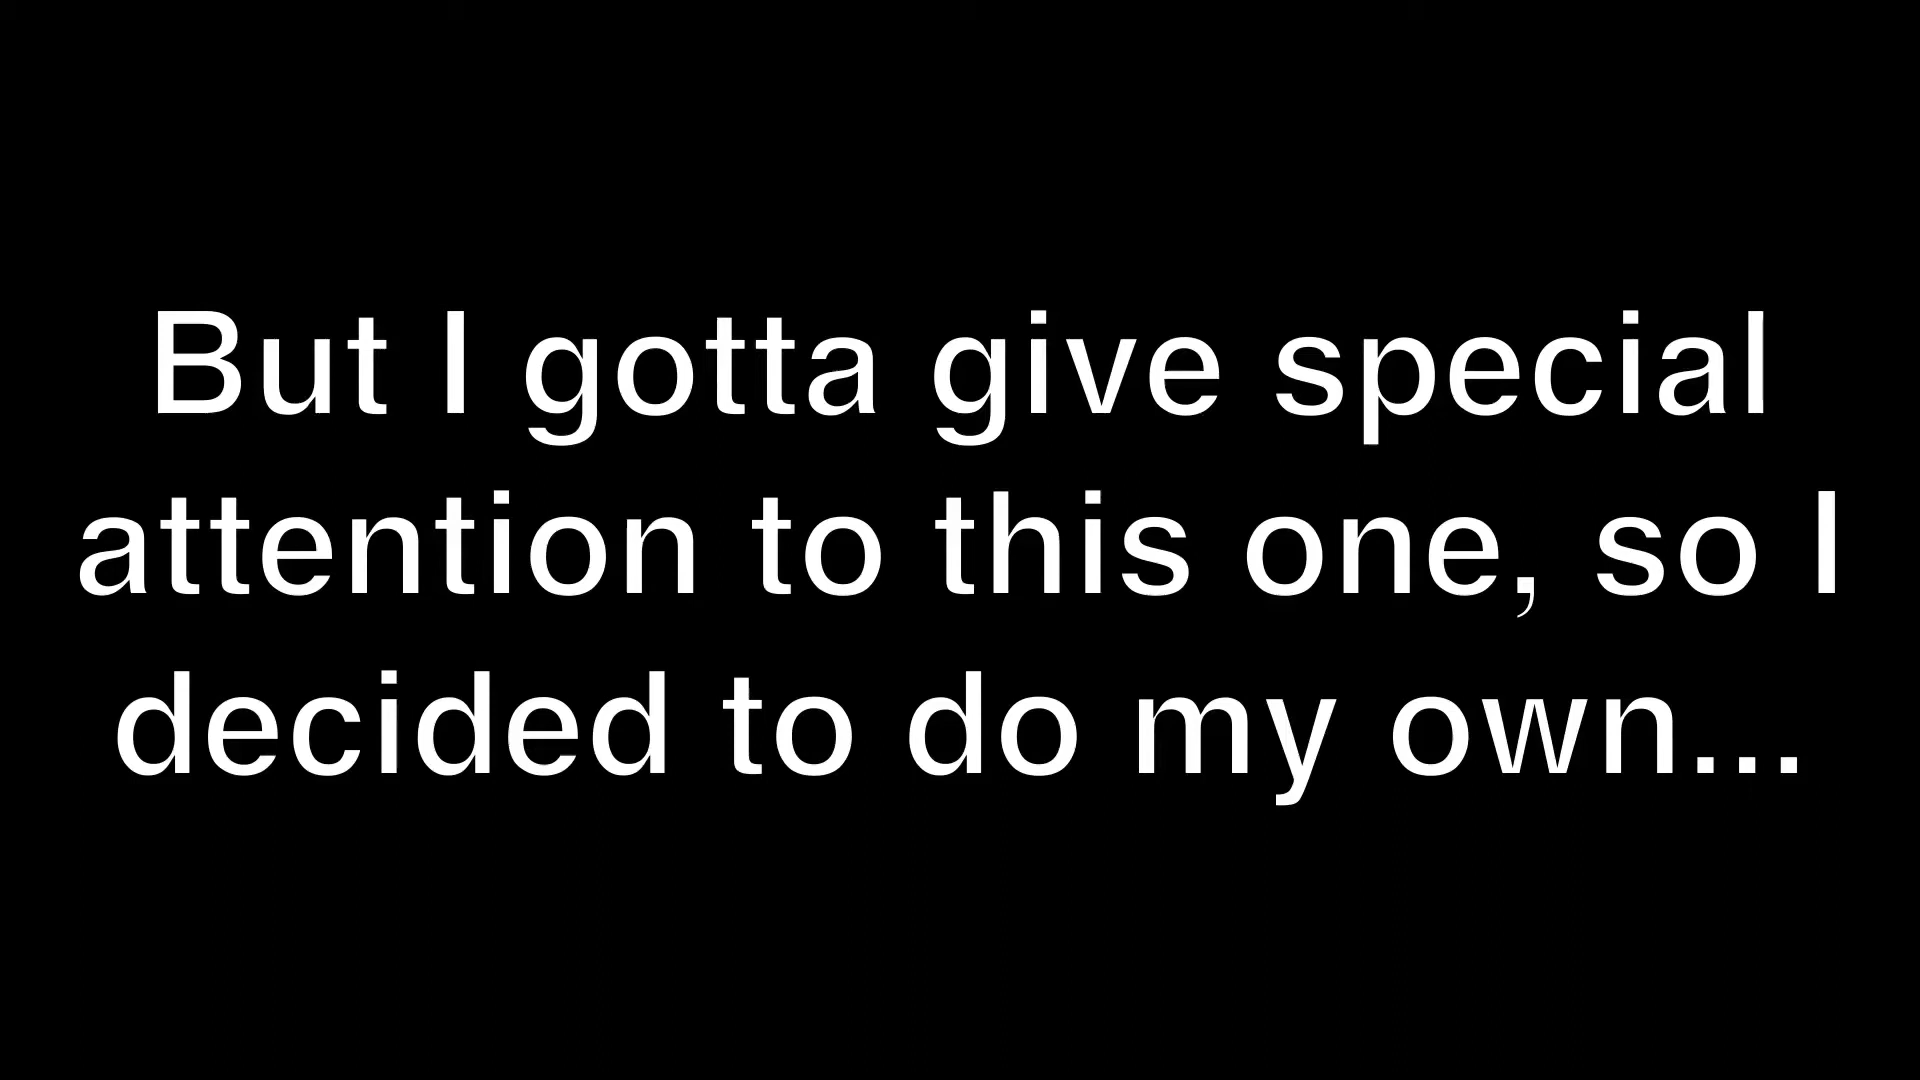 But I gotta give special
attention to this one, so I
decided to do my own...